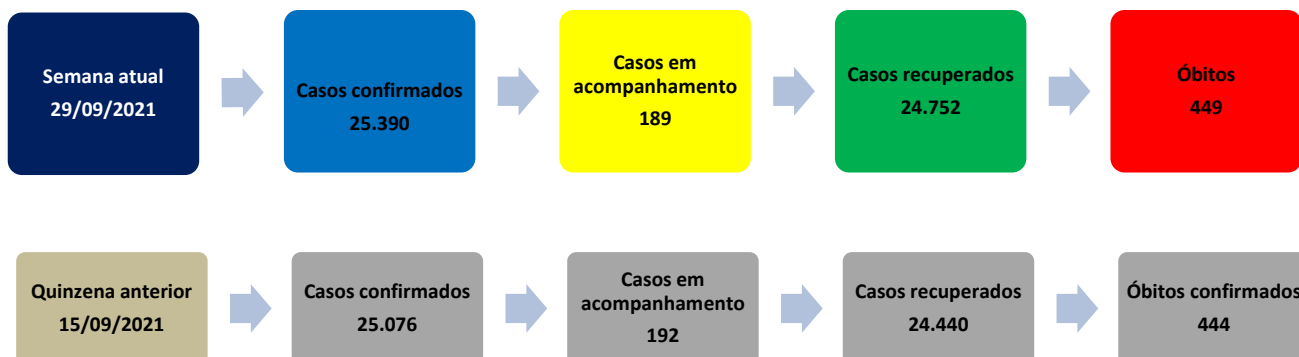 Semana atual
29/09/2021
Casos confirmados
25.390
Casos em
acompanhamento
189
Casos recuperados
24.752
Óbitos
449
Quinzena anterior
15/09/2021
Casos confirmados
25.076
Casos em
acompanhamento
192
Casos recuperados
24.440
Óbitos confirmados
444